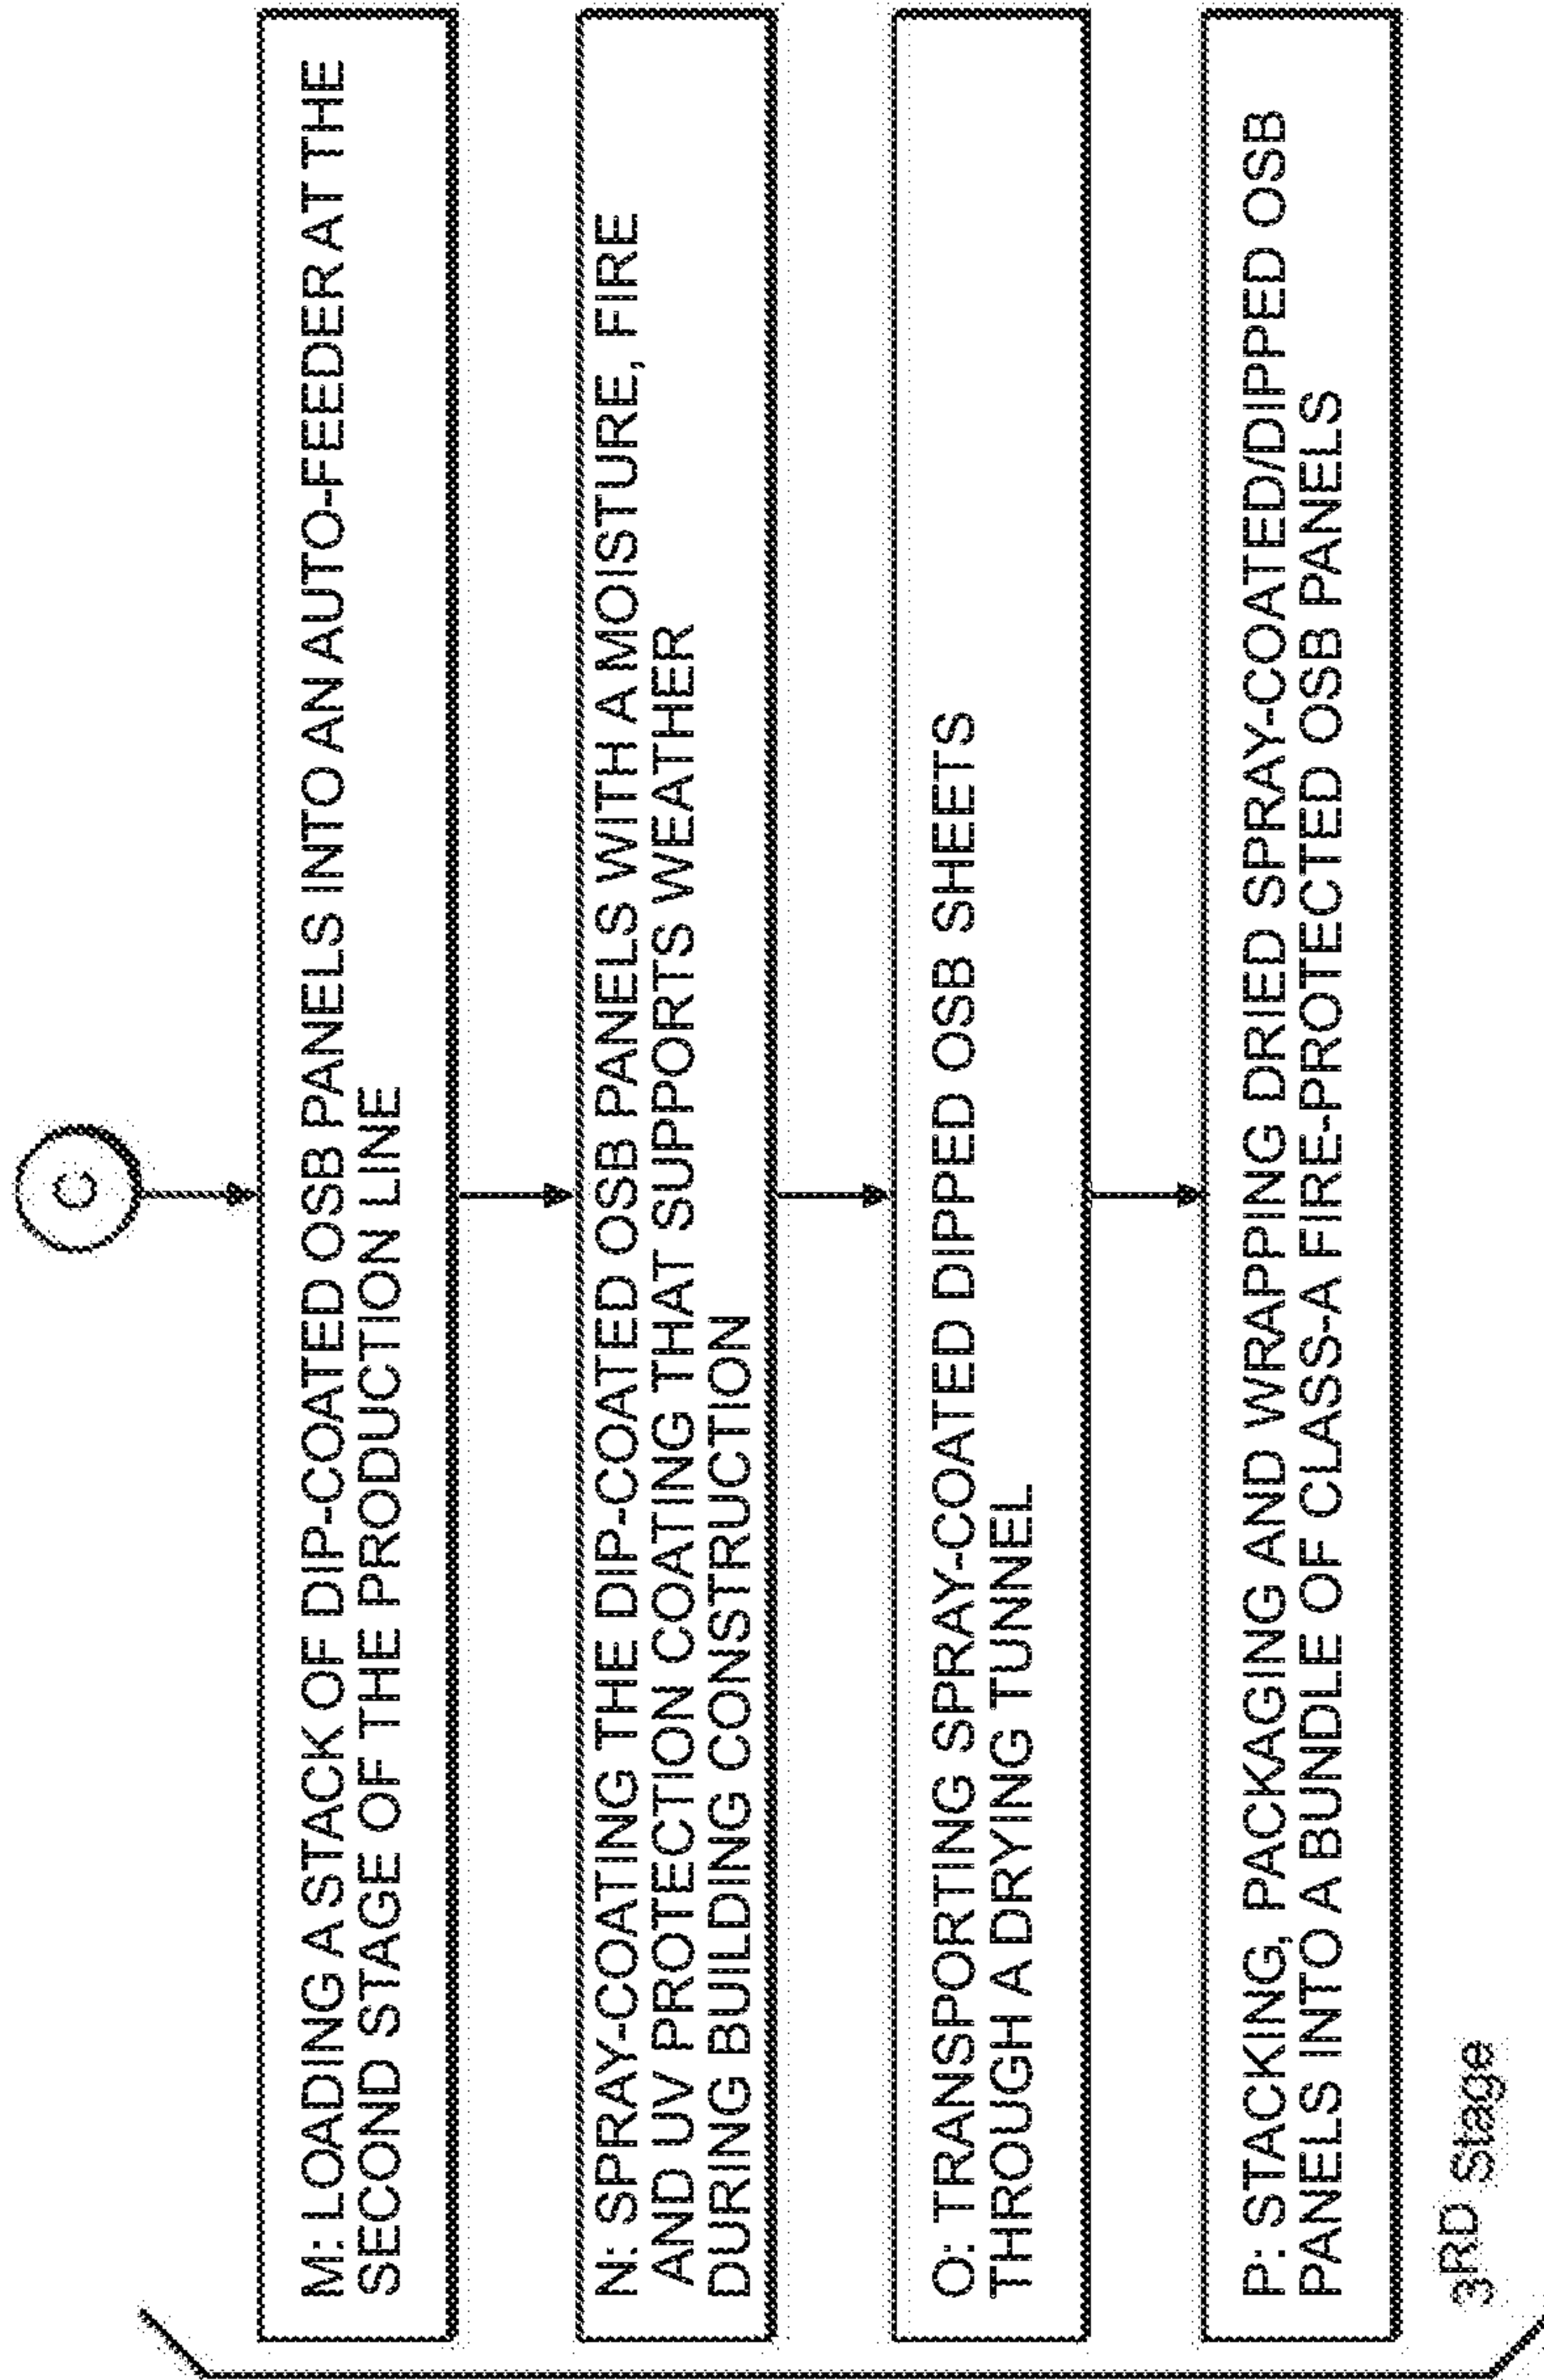 C
M: LOADING A STACK OF DIP-COATED OSB PANELS INTO AN AUTO-FEEDER AT THE
SECOND STAGE OF THE PRODUCTION LINE
N: SPRAY-COATING THE DIP-COATED OSB PANELS WITH A MOISTURE, FIRE
AND UV PROTECTION COATING THAT SUPPORTS WEATHER
DURING BUILDING CONSTRUCTION
O: TRANSPORTING SPRAY-COATED DIPPED OSB SHEETS
THROUGH A DRYING TUNNEL
P: STACKING, PACKAGING AND WRAPPING DRIED SPRAY-COATED/DIPPED OSB
PANELS INTO A BUNDLE OF CLASS-A FIRE-PROTECTED OSB PANELS
3RD Stage